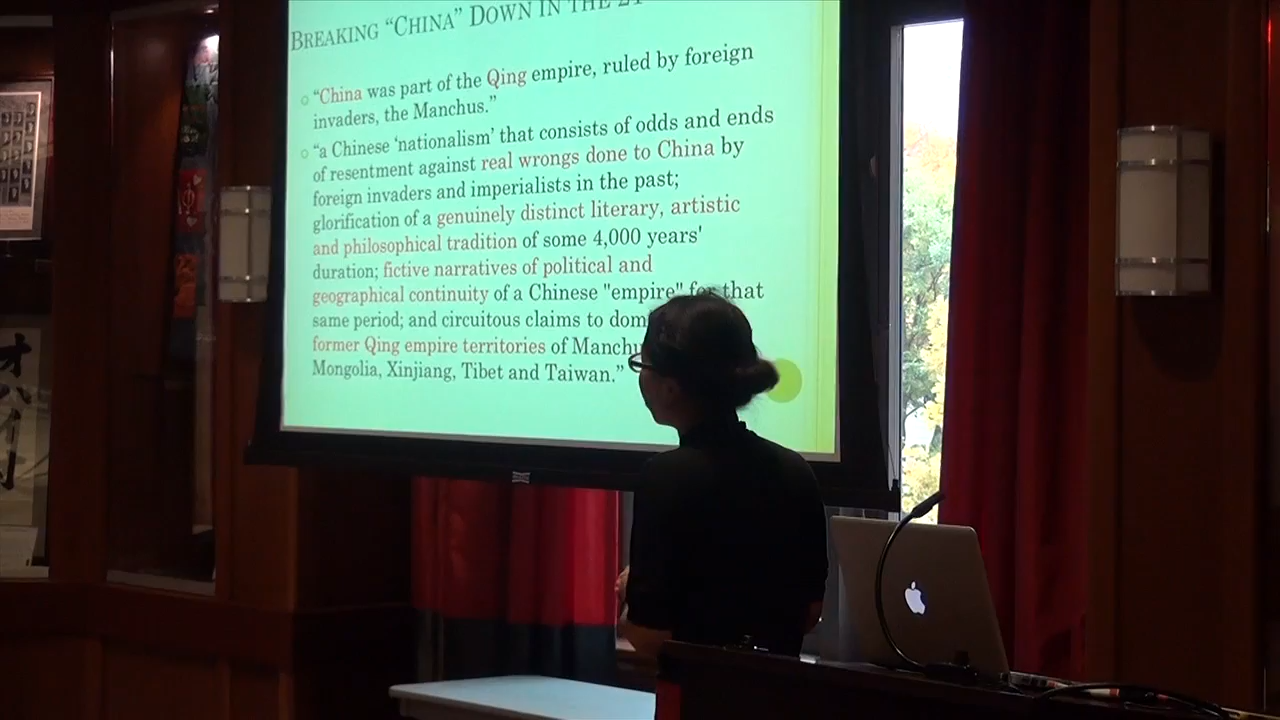 BREAKING “CHINA” DOWN IN THE 21
“China was part of the Qing empire, ruled by foreign
invaders, the Manchus.”
“a Chinese ‘nationalism’ that consists of odds and ends
of resentment against real wrongs done to China by
foreign invaders and imperialists in the past;
glorification of a genuinely distinct literary, artistic
and philosophical tradition of some 4,000 years'
duration; fictive narratives of political and
geographical continuity of a Chinese "empire" for that
same period; and circuitous claims to dom
former Qing empire territories of Manchu
Mongolia, Xinjiang, Tibet and Taiwan.”